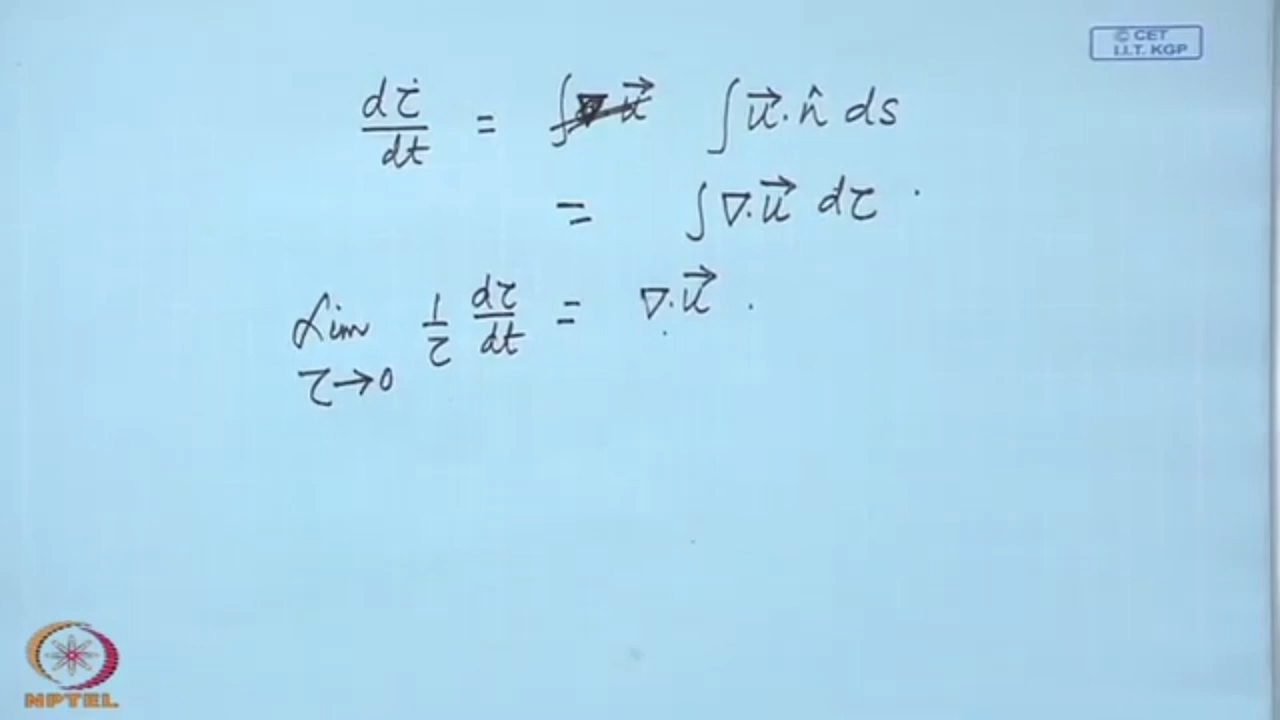 © CET
I.I.T. KGP
dτ/dt = ∫u⃗·n̂ ds
= ∫∇·u⃗ dτ .
Lim τ→0 1/τ dτ/dt = ∇·u⃗ .
NPTEL